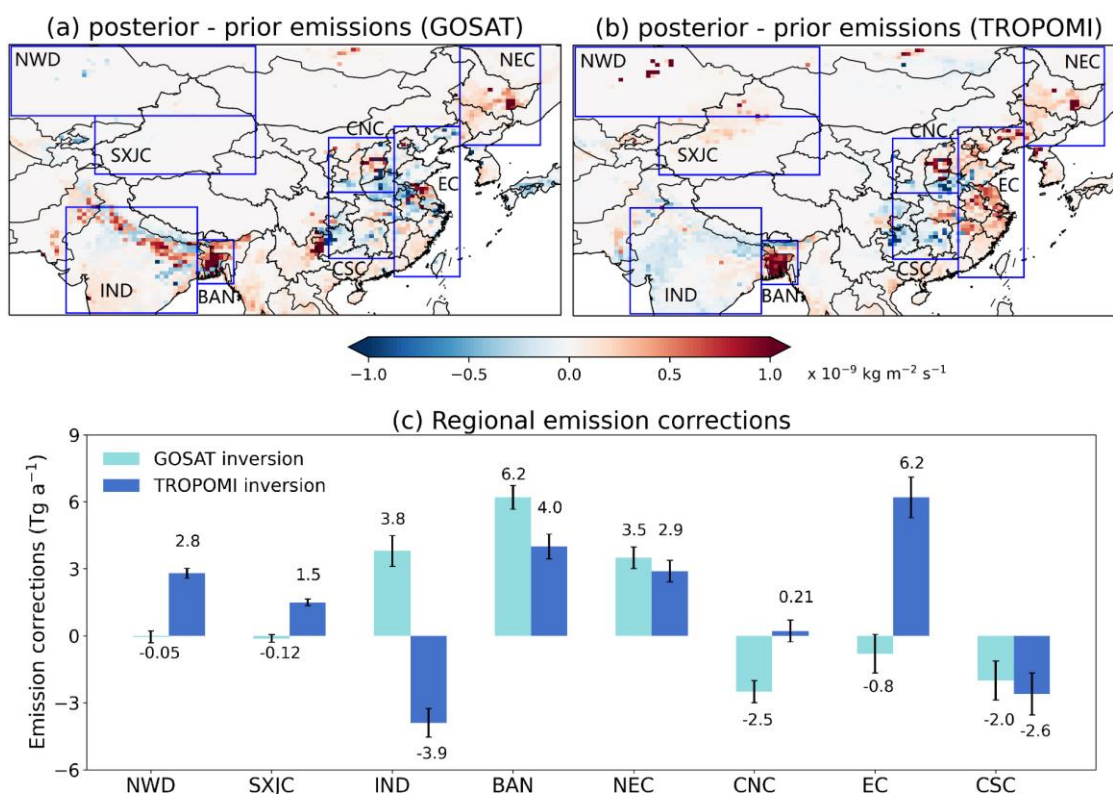 (a) posterior - prior emissions (GOSAT)
NWD
NEC
CNC
SXJC
EC
IND
BAN
CSC
(b) posterior - prior emissions (TROPOMI)
NWD
NEC
CNC
SXJC
EC
IND
BAN
CSC
−1.0 −0.5 0.0 0.5 1.0 x 10⁻⁹ kg m⁻² s⁻¹
(c) Regional emission corrections
Emission corrections (Tg a⁻¹)
9
6
3
0
−3
−6
GOSAT inversion
TROPOMI inversion
-0.05
2.8
-0.12
1.5
3.8
-3.9
6.2
4.0
3.5
2.9
-2.5
0.21
-0.8
6.2
-2.0
-2.6
NWD SXJC IND BAN NEC CNC EC CSC